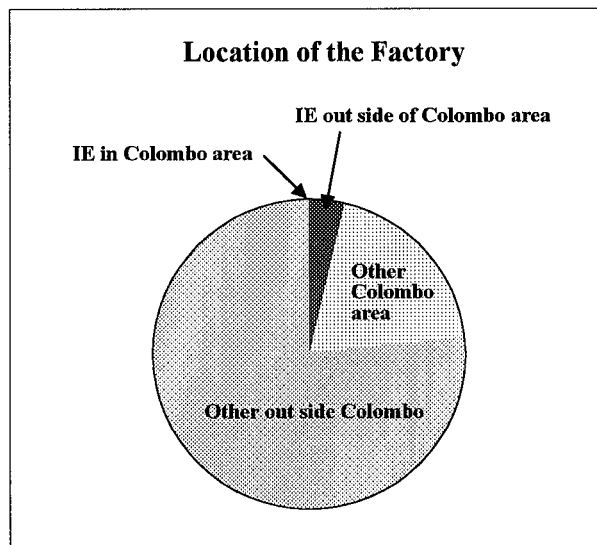 Location of the Factory
IE out side of Colombo area
IE in Colombo area
Other
Colombo
area
Other out side Colombo